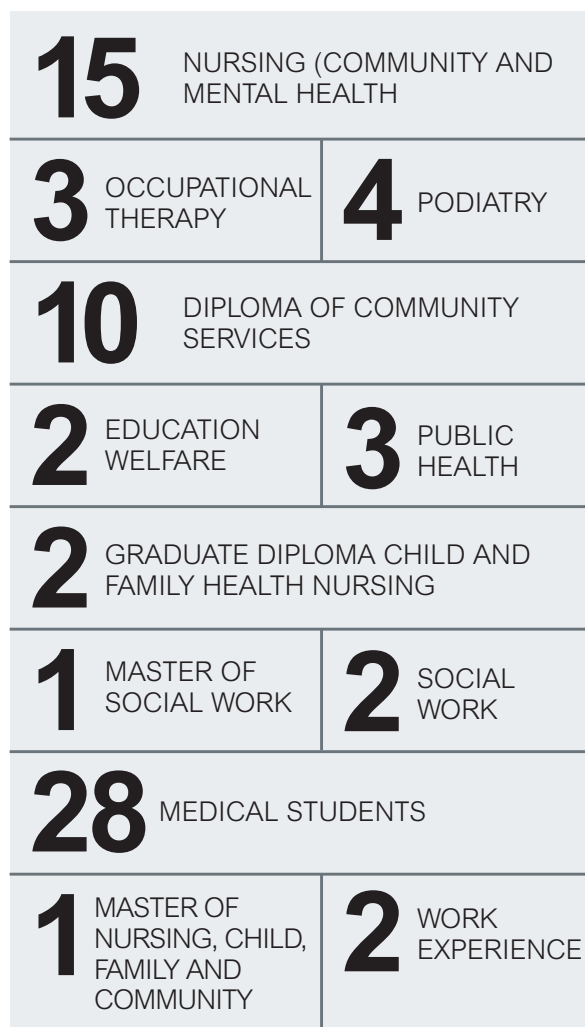 15 NURSING (COMMUNITY AND
MENTAL HEALTH
3 OCCUPATIONAL
THERAPY
4 PODIATRY
10 DIPLOMA OF COMMUNITY
SERVICES
2 EDUCATION
WELFARE
3 PUBLIC
HEALTH
2 GRADUATE DIPLOMA CHILD AND
FAMILY HEALTH NURSING
1 MASTER OF
SOCIAL WORK
2 SOCIAL
WORK
28 MEDICAL STUDENTS
1 MASTER OF
NURSING, CHILD,
FAMILY AND
COMMUNITY
2 WORK
EXPERIENCE